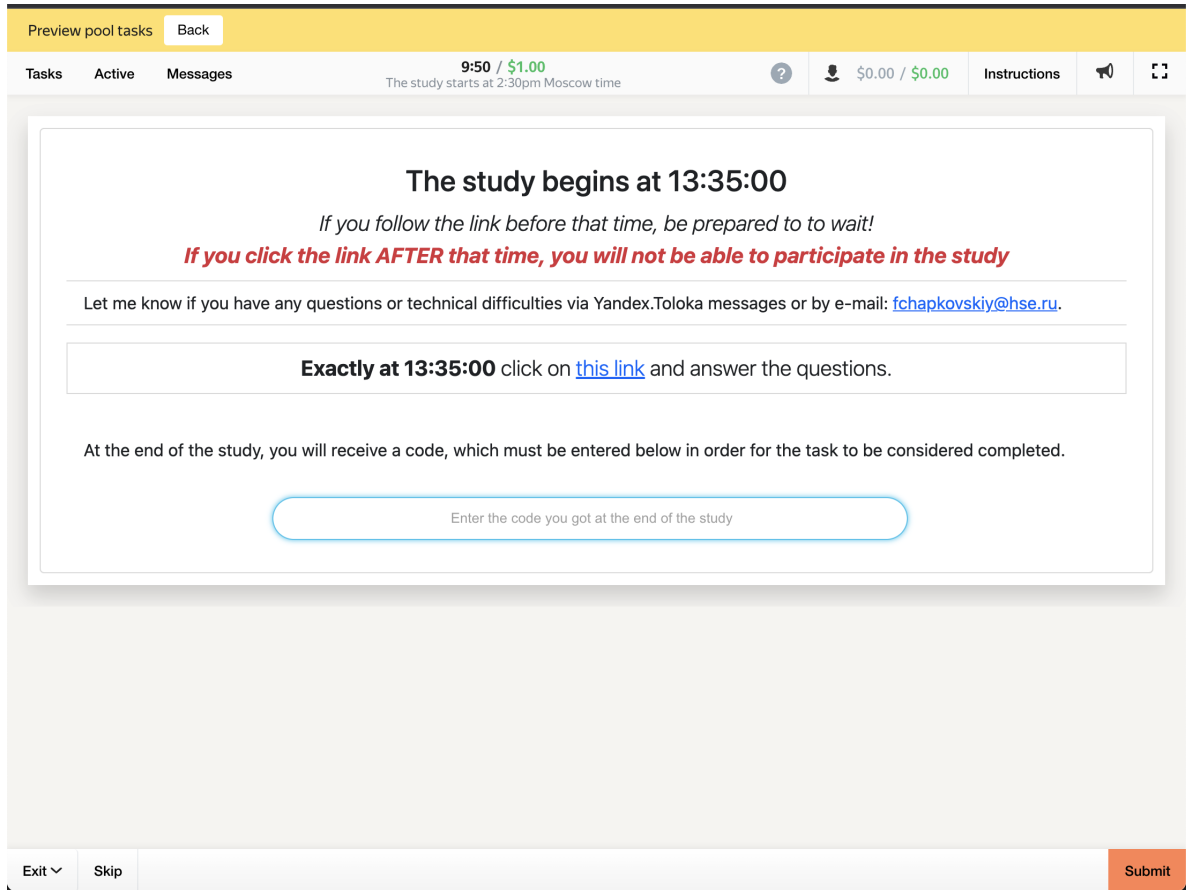 Preview pool tasks Back
Tasks Active Messages 9:50 / $1.00 ? $0.00 / $0.00 Instructions
The study starts at 2:30pm Moscow time
The study begins at 13:35:00
If you follow the link before that time, be prepared to to wait!
If you click the link AFTER that time, you will not be able to participate in the study
Let me know if you have any questions or technical difficulties via Yandex.Toloka messages or by e-mail: fchapkovskiy@hse.ru.
Exactly at 13:35:00 click on this link and answer the questions.
At the end of the study, you will receive a code, which must be entered below in order for the task to be considered completed.
Enter the code you got at the end of the study
Exit Skip Submit